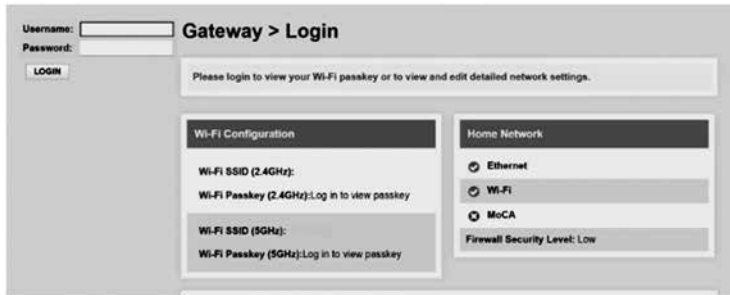 Username:
Password:
LOGIN
Gateway > Login
Please login to view your Wi-Fi passkey or to view and edit detailed network settings.
Wi-Fi Configuration
Wi-Fi SSID (2.4GHz):
Wi-Fi Passkey (2.4GHz):Log in to view passkey
Wi-Fi SSID (5GHz):
Wi-Fi Passkey (5GHz):Log in to view passkey
Home Network
Ethernet
Wi-Fi
MoCA
Firewall Security Level: Low